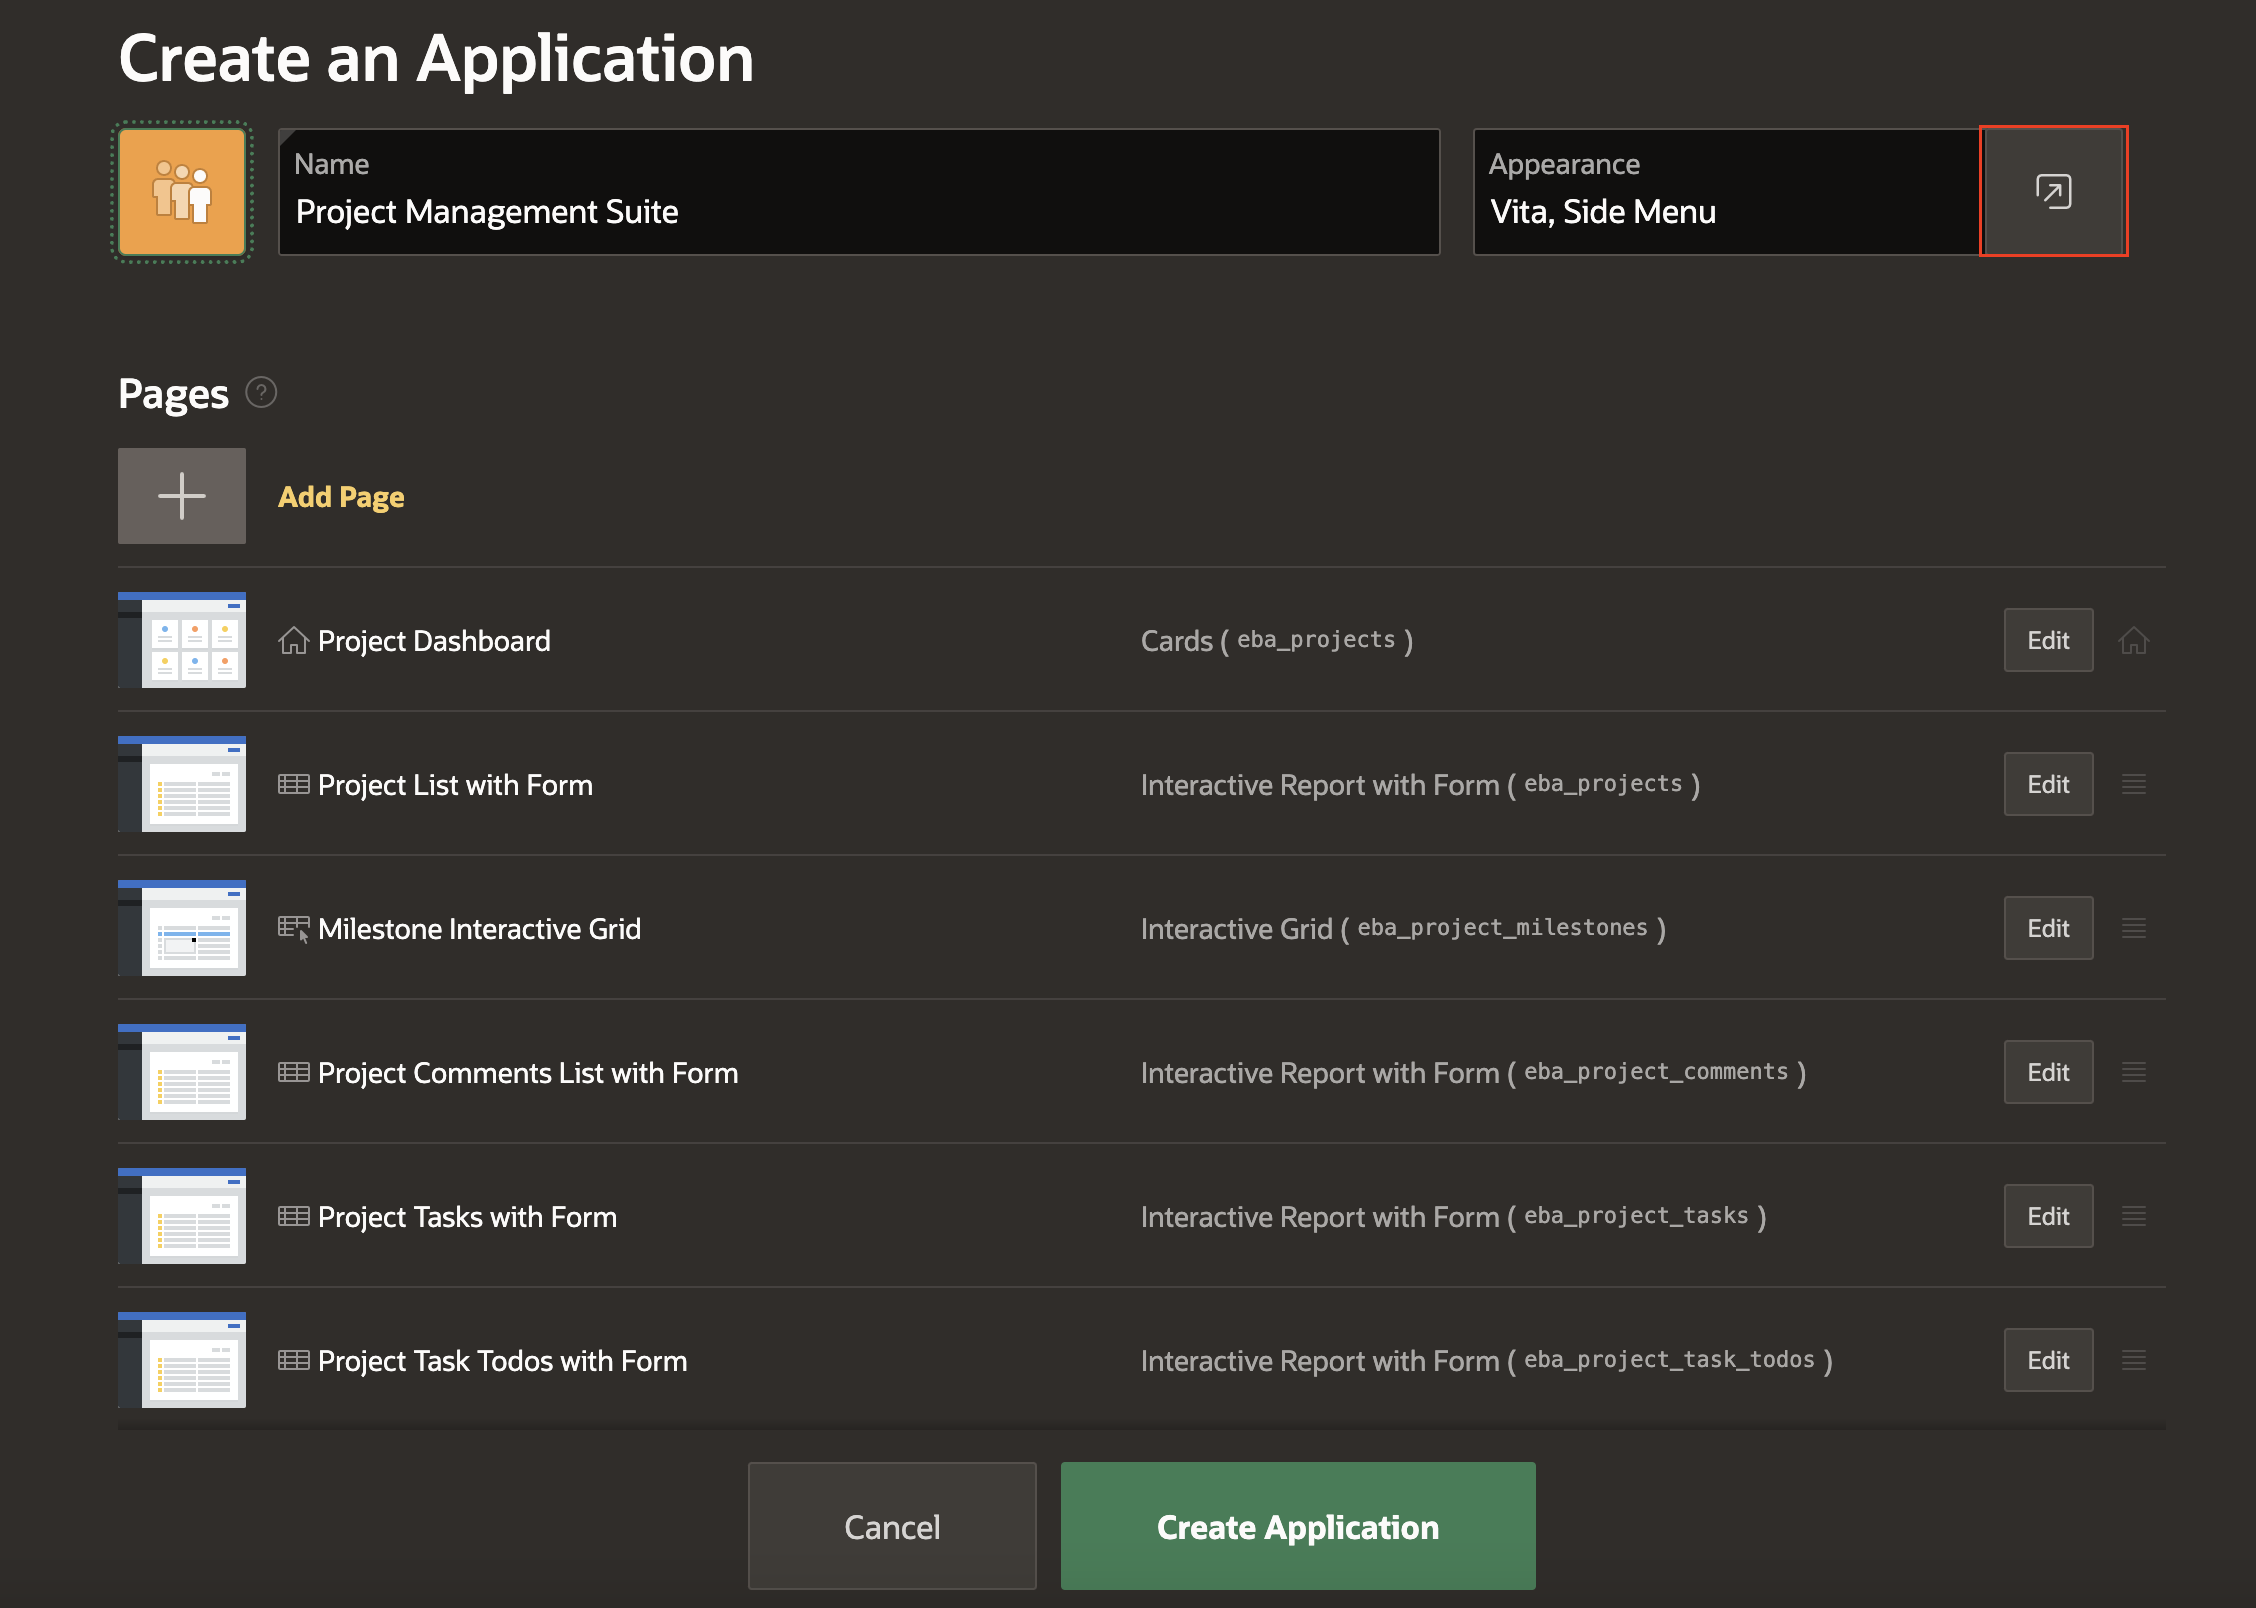 Create an Application
Name
Project Management Suite
Appearance
Vita, Side Menu
Pages ?
Add Page
Project Dashboard Cards ( eba_projects ) Edit
Project List with Form Interactive Report with Form ( eba_projects ) Edit
Milestone Interactive Grid Interactive Grid ( eba_project_milestones ) Edit
Project Comments List with Form Interactive Report with Form ( eba_project_comments ) Edit
Project Tasks with Form Interactive Report with Form ( eba_project_tasks ) Edit
Project Task Todos with Form Interactive Report with Form ( eba_project_task_todos ) Edit
Cancel Create Application